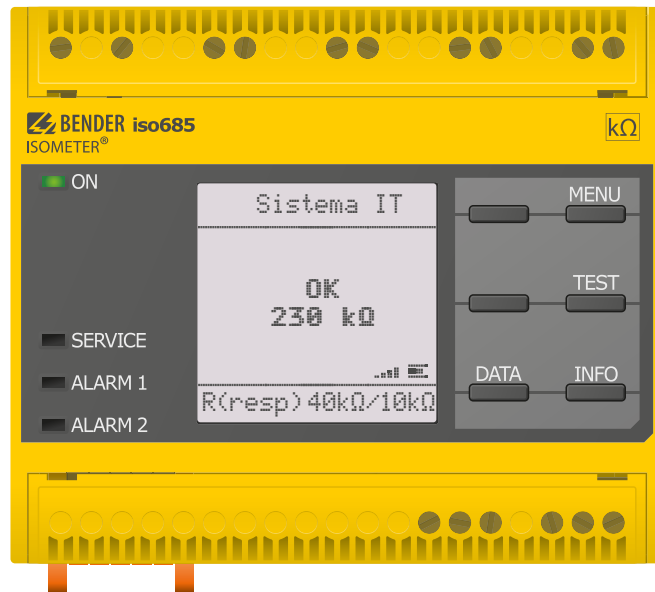 BENDER iso685
ISOMETER®
kΩ
ON
Sistema IT
OK
230 kΩ
R(resp)40kΩ/10kΩ
SERVICE
ALARM 1
ALARM 2
MENU
TEST
DATA
INFO